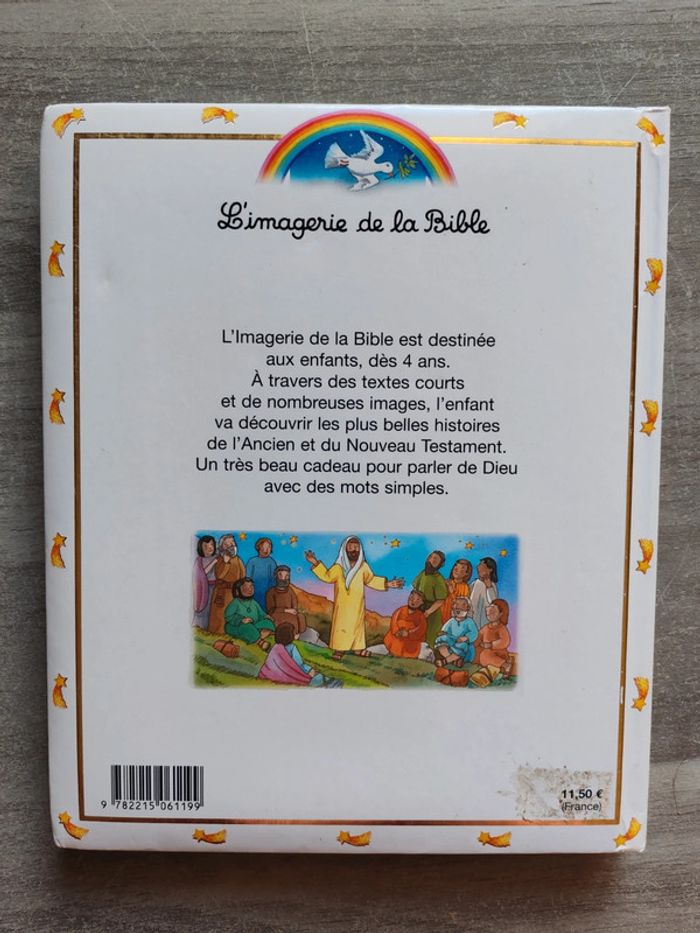 L'imagerie de la Bible
L'Imagerie de la Bible est destinée
aux enfants, dès 4 ans.
À travers des textes courts
et de nombreuses images, l'enfant
va découvrir les plus belles histoires
de l'Ancien et du Nouveau Testament.
Un très beau cadeau pour parler de Dieu
avec des mots simples.
9 782215 061199
11,50 €
(France)